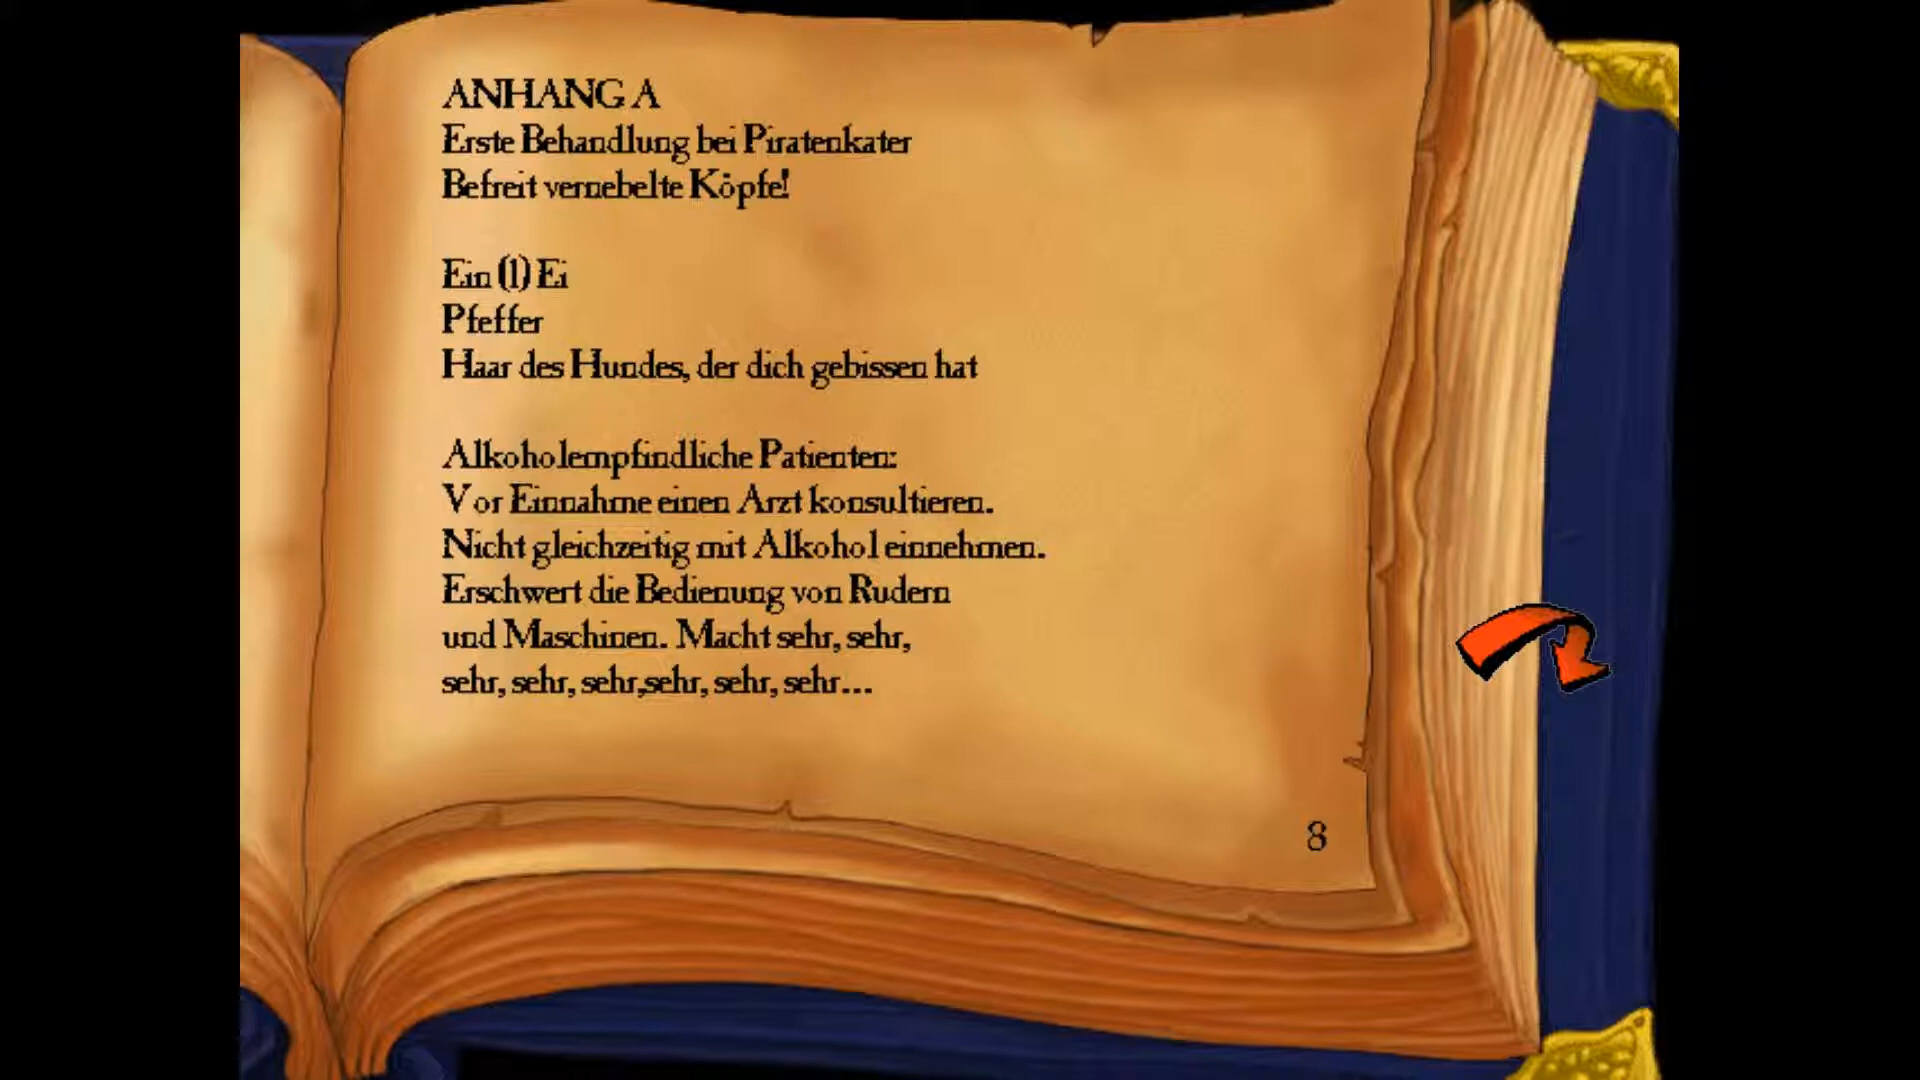 ANHANG A
Erste Behandlung bei Piratenkater
Befreit vernebelte Köpfe!
Ein (1) Ei
Pfeffer
Haar des Hundes, der dich gebissen hat
Alkoholempfindliche Patienten:
Vor Einnahme einen Arzt konsultieren.
Nicht gleichzeitig mit Alkohol einnehmen.
Erschwert die Bedienung von Rudern
und Maschinen. Macht sehr, sehr,
sehr, sehr, sehr,sehr, sehr, sehr...
8